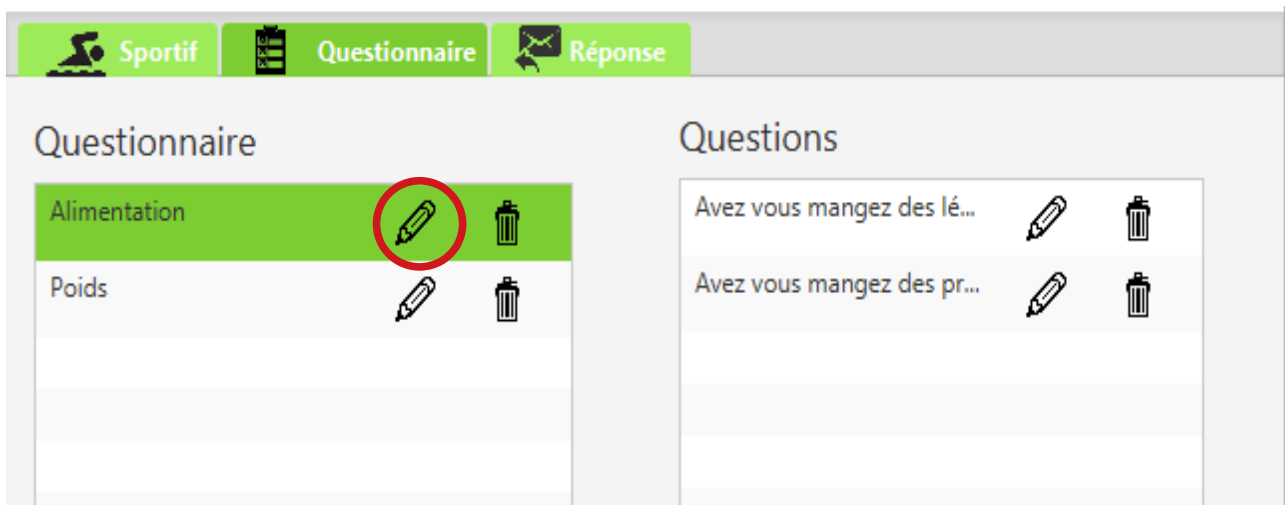 Sportif
Questionnaire
Réponse
Questionnaire
Alimentation
Poids
Questions
Avez vous mangez des lé...
Avez vous mangez des pr...